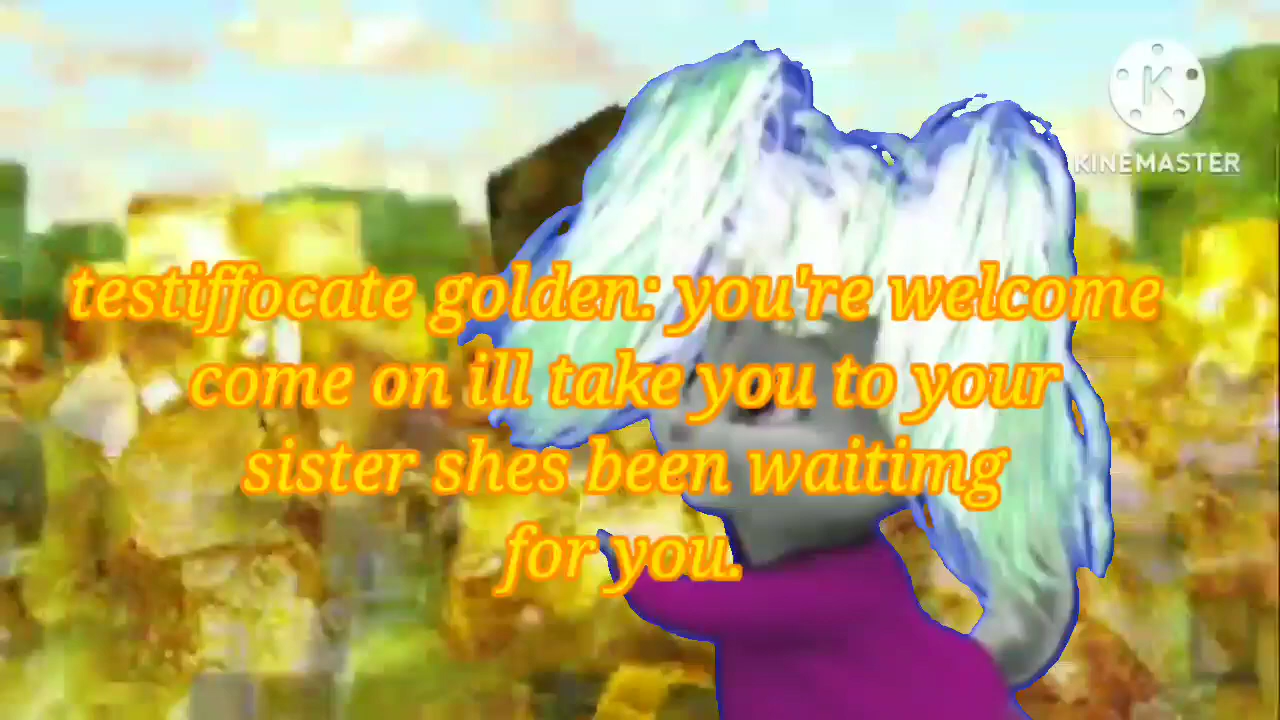 KINEMASTER
testiffocate golden: you're welcome
come on ill take you to your
sister shes been waitimg
for you.